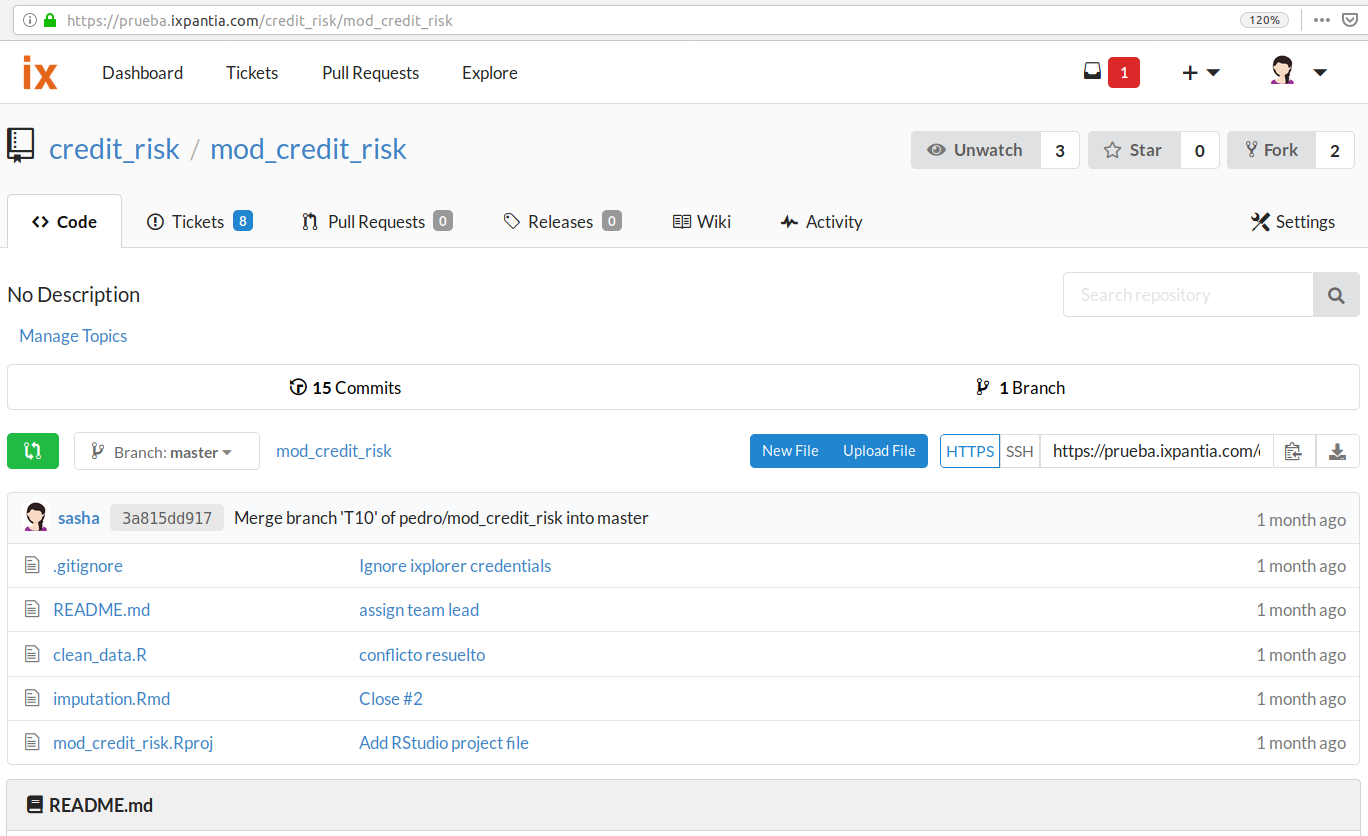 https://prueba.ixpantia.com/credit_risk/mod_credit_risk 120%
ix Dashboard Tickets Pull Requests Explore 1
credit_risk / mod_credit_risk Unwatch 3 Star 0 Fork 2
Code Tickets 8 Pull Requests 0 Releases 0 Wiki Activity Settings
No Description Search repository
Manage Topics
15 Commits 1 Branch
Branch: master mod_credit_risk New File Upload File HTTPS SSH https://prueba.ixpantia.com/
sasha 3a815dd917 Merge branch 'T10' of pedro/mod_credit_risk into master 1 month ago
.gitignore Ignore ixplorer credentials 1 month ago
README.md assign team lead 1 month ago
clean_data.R conflicto resuelto 1 month ago
imputation.Rmd Close #2 1 month ago
mod_credit_risk.Rproj Add RStudio project file 1 month ago
README.md